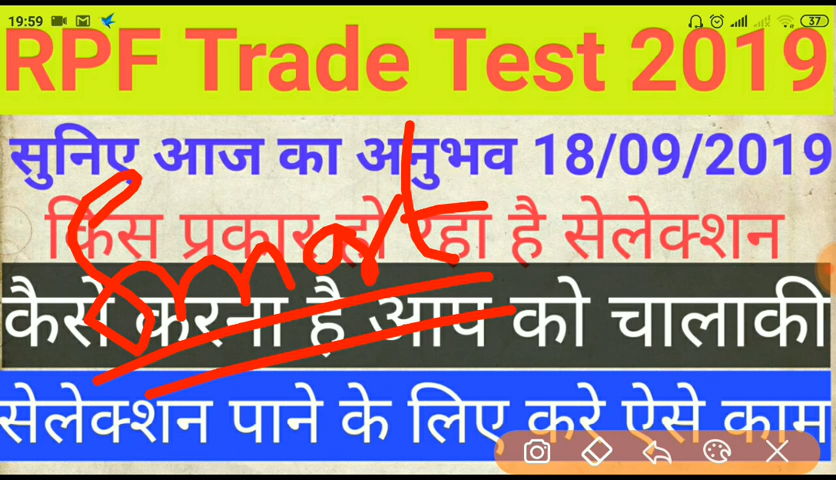 19:59
37
RPF Trade Test 2019
सुनिए आज का अनुभव 18/09/2019
किस प्रकार हो रहा है सेलेक्शन
Smart
कैसे करना है आप को चालाकी
सेलेक्शन पाने के लिए करे ऐसे काम